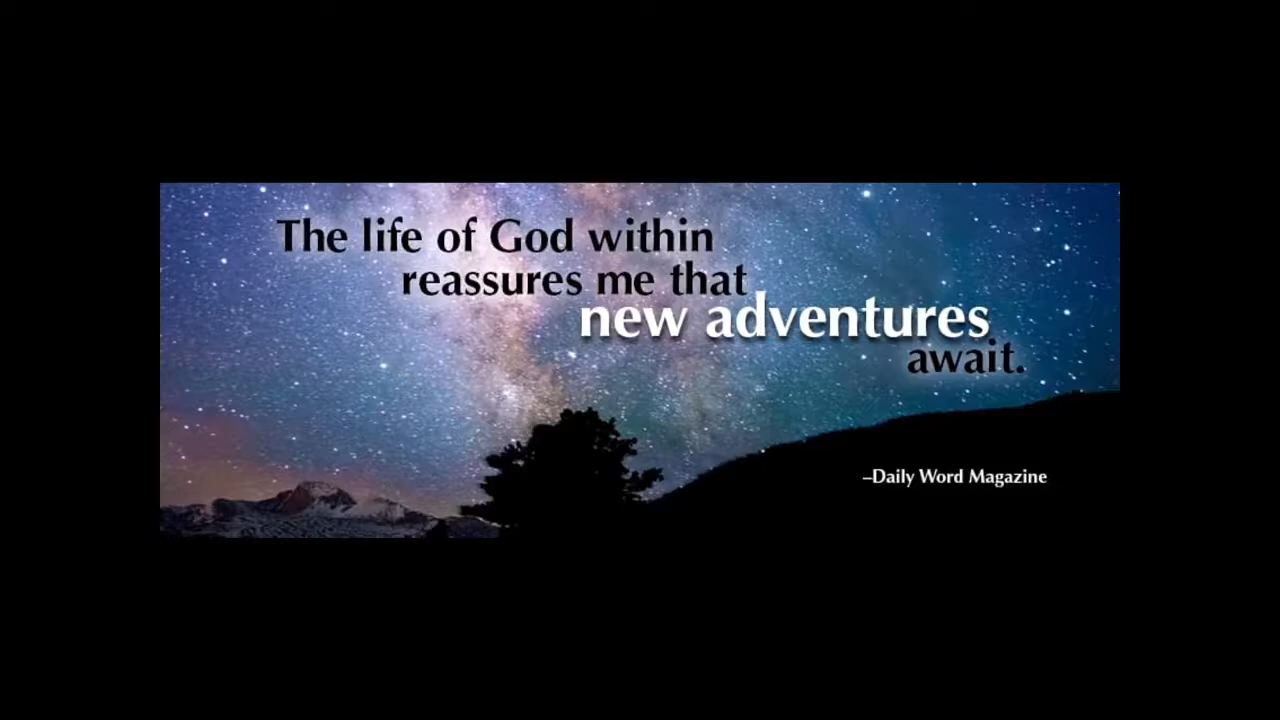 The life of God within
reassures me that
new adventures
await.
–Daily Word Magazine